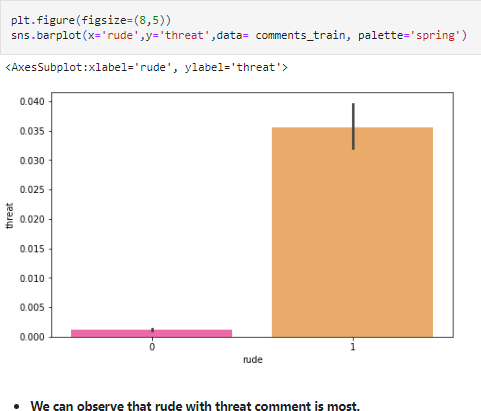 plt.figure(figsize=(8,5))
sns.barplot(x='rude',y='threat',data= comments_train, palette='spring')
<AxesSubplot:xlabel='rude', ylabel='threat'>
0.040
0.035
0.030
0.025
0.020
0.015
0.010
0.005
0.000
threat
0 1
rude
• We can observe that rude with threat comment is most.